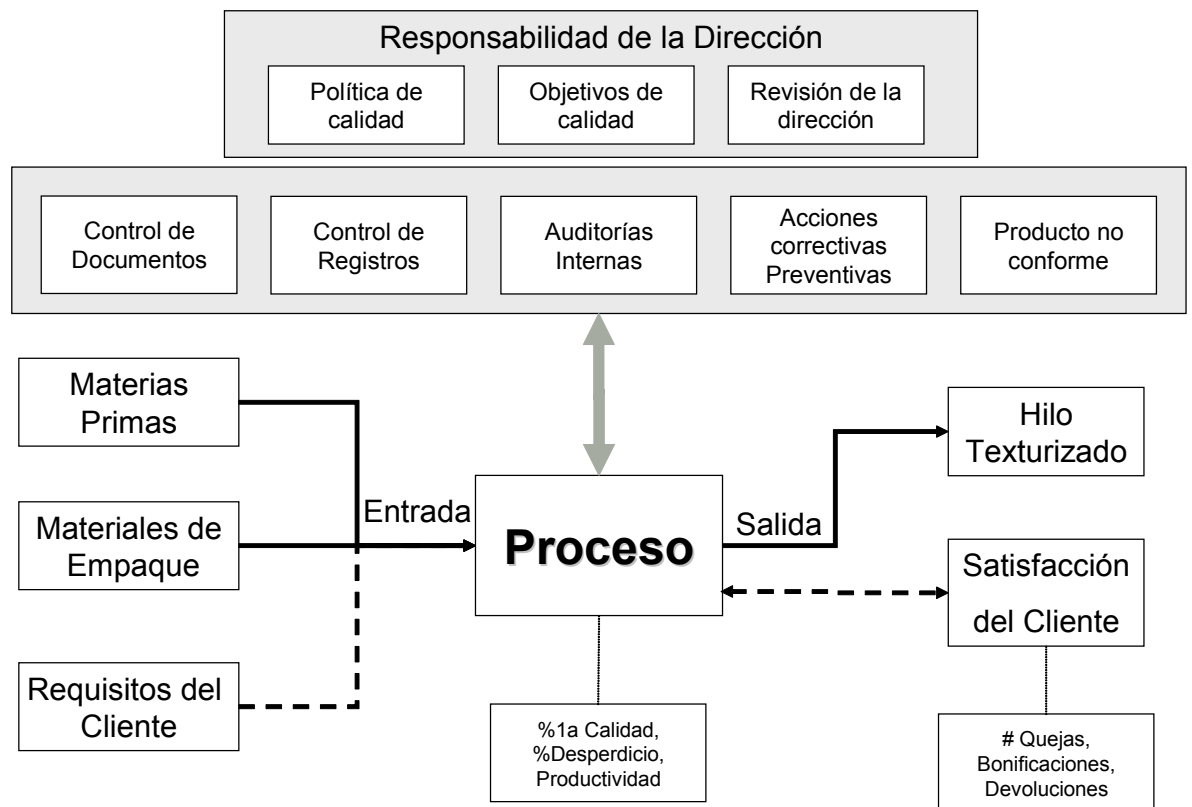 Responsabilidad de la Dirección
Política de
calidad
Objetivos de
calidad
Revisión de la
dirección
Control de
Documentos
Control de
Registros
Auditorías
Internas
Acciones
correctivas
Preventivas
Producto no
conforme
Materias
Primas
Materiales de
Empaque
Requisitos del
Cliente
Entrada
Proceso
Salida
Hilo
Texturizado
Satisfacción
del Cliente
%1a Calidad,
%Desperdicio,
Productividad
# Quejas,
Bonificaciones,
Devoluciones